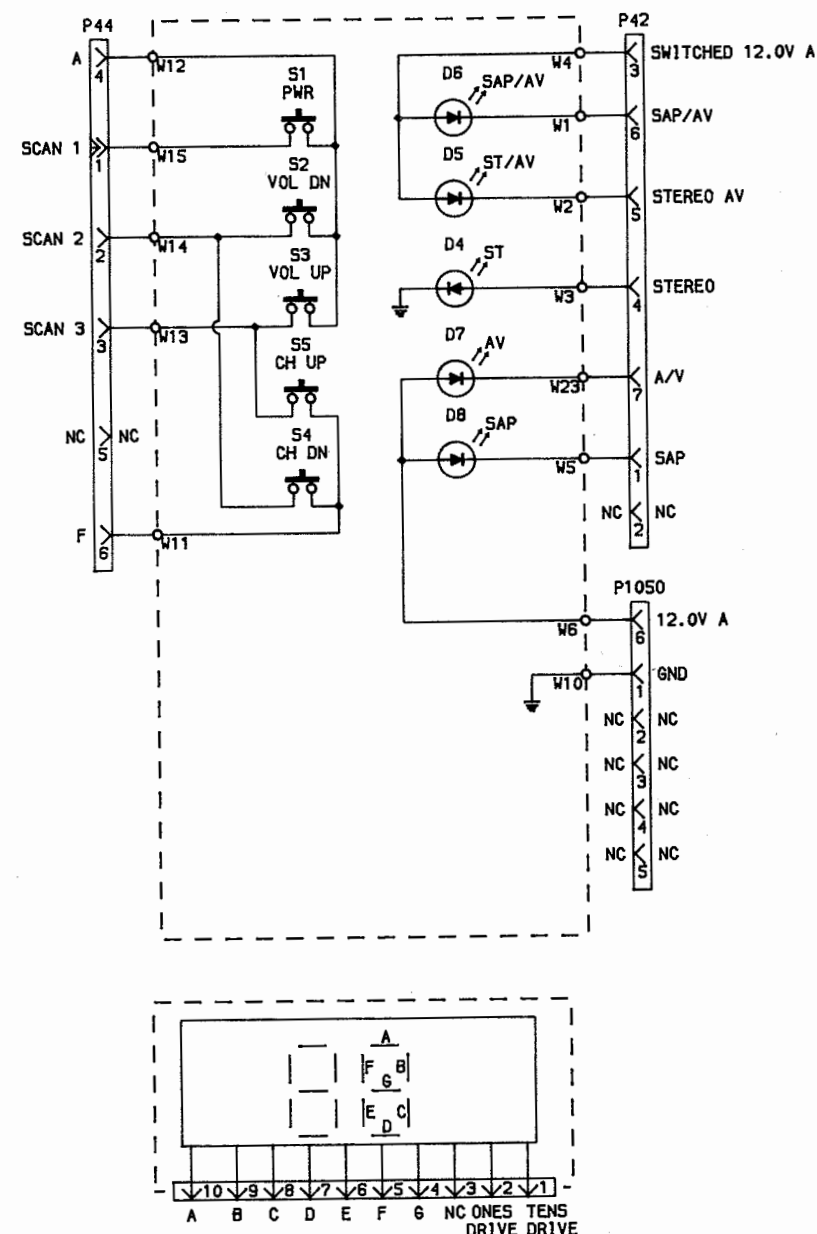 P44
P42
A
4
W12
W4
3
SWITCHED 12.0V A
S1
PWR
D6
SAP/AV
W1
6
SAP/AV
SCAN 1
1
W15
S2
VOL DN
D5
ST/AV
W2
5
STEREO AV
SCAN 2
2
W14
S3
VOL UP
D4
ST
W3
4
STEREO
SCAN 3
3
W13
S5
CH UP
D7
AV
W23
7
A/V
NC
5
NC
S4
CH DN
D8
SAP
W5
1
SAP
NC
2
NC
F
6
W11
P1050
W6
6
12.0V A
W10
1
GND
NC
2
NC
NC
3
NC
NC
4
NC
NC
5
NC
A
F B
G
E C
D
10 9 8 7 6 5 4 3 2 1
A B C D E F G NC ONES TENS
DRIVE DRIVE